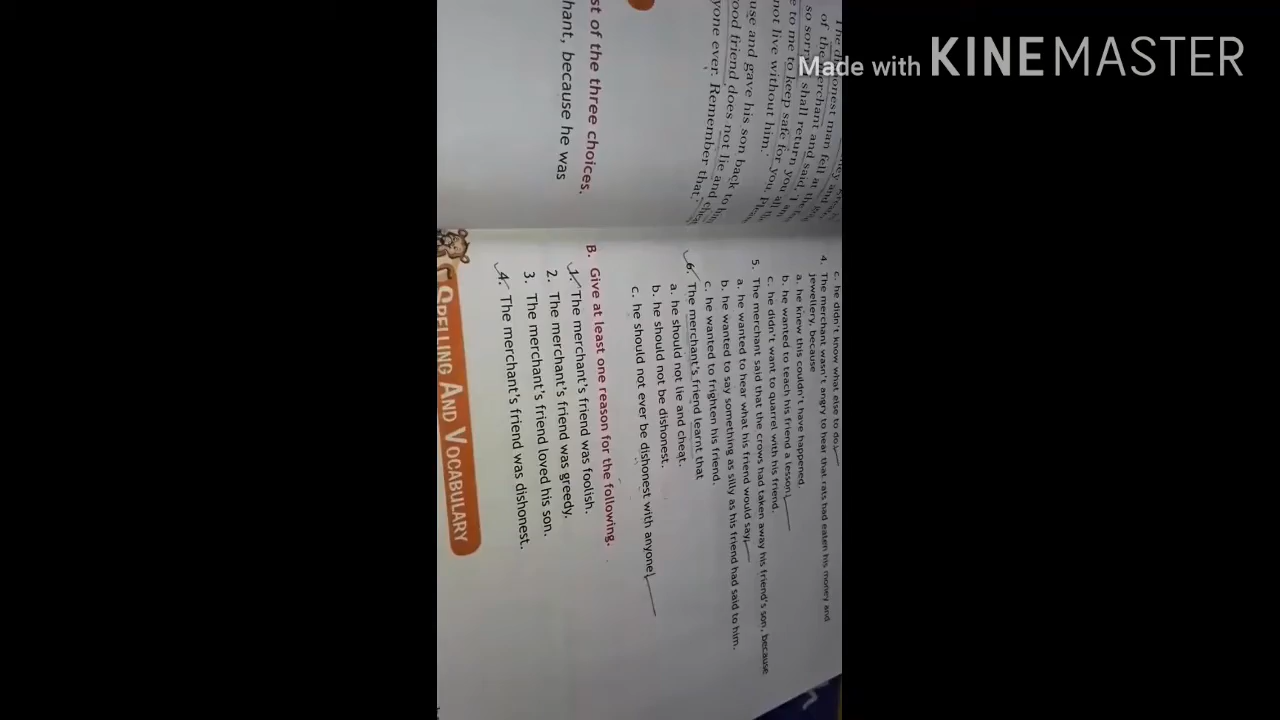 Made with KINEMASTER
of the merchant and said,
so sorry. shall return
to me to keep safe for you.
not live without him.'
use and gave his son back to
ood friend does not lie and
yone ever. Remember that.'
st of the three choices.
hant, because he was
c. he didn't know what else to do.
4. The merchant wasn't angry to hear that rats had eaten his money and
jewellery, because
a. he knew this couldn't have happened.
b. he wanted to teach his friend a lesson.
c. he didn't want to quarrel with his friend.
5. The merchant said that the crows had taken away his friend's son, because
a. he wanted to hear what his friend would say.
b. he wanted to say something as silly as his friend had said to him.
c. he wanted to frighten his friend.
6. The merchant's friend learnt that
a. he should not lie and cheat.
b. he should not be dishonest.
c. he should not ever be dishonest with anyone.
B. Give at least one reason for the following.
1. The merchant's friend was foolish.
2. The merchant's friend was greedy.
3. The merchant's friend loved his son.
4. The merchant's friend was dishonest.
SPELLING AND VOCABULARY